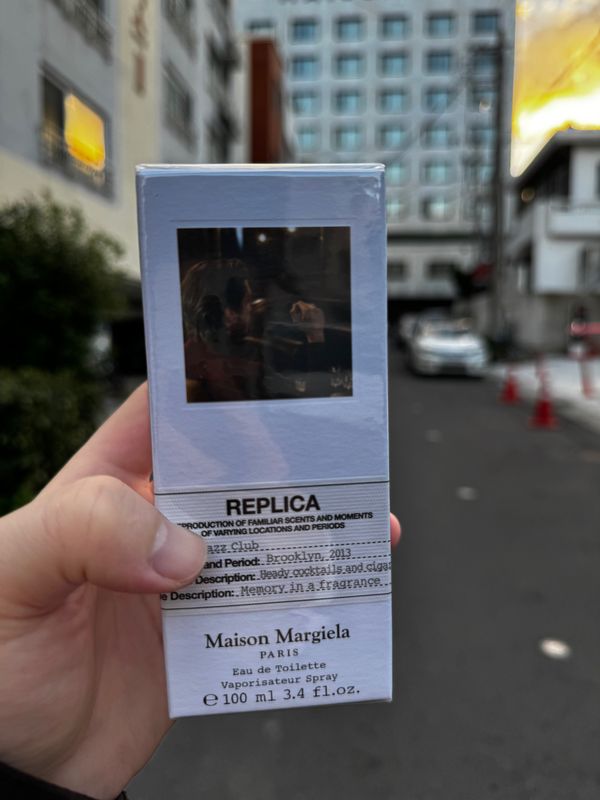 REPLICA
PRODUCTION OF FAMILIAR SCENTS AND MOMENTS
OF VARYING LOCATIONS AND PERIODS
azz Club
and Period: Brooklyn, 2013
Description: Heady cocktails and cigar
e Description: Memory in a fragrance
Maison Margiela
PARIS
Eau de Toilette
Vaporisateur Spray
℮ 100 ml 3.4 fl.oz.